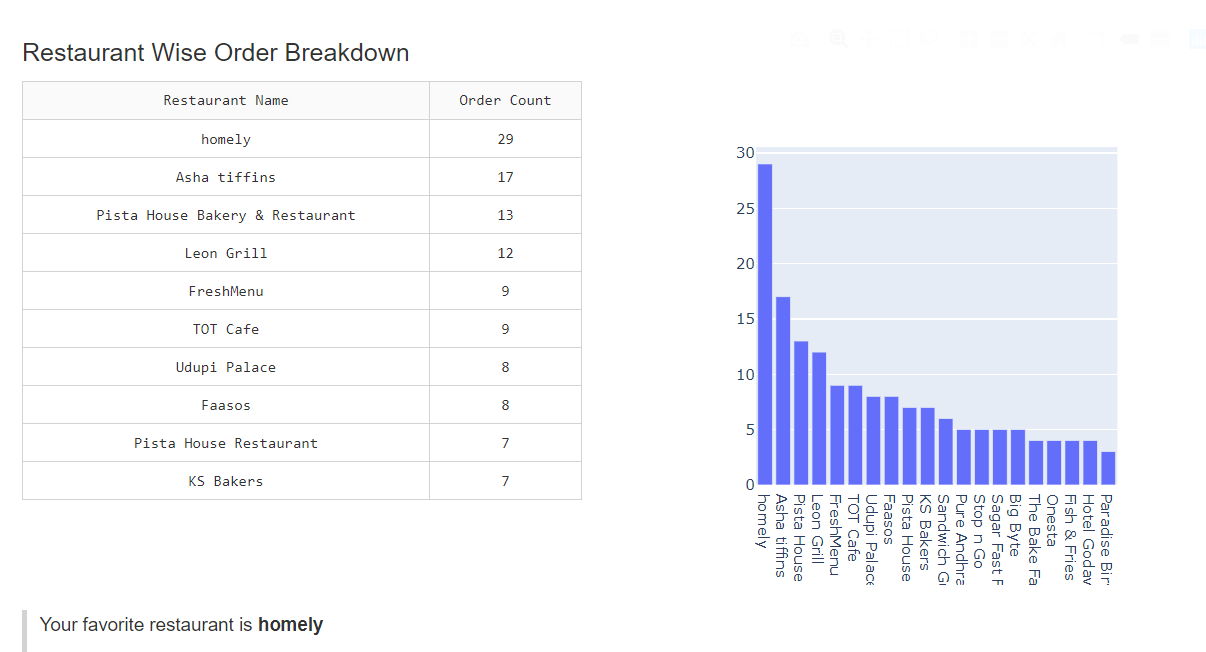 Restaurant Wise Order Breakdown
Restaurant Name Order Count
homely 29
Asha tiffins 17
Pista House Bakery & Restaurant 13
Leon Grill 12
FreshMenu 9
TOT Cafe 9
Udupi Palace 8
Faasos 8
Pista House Restaurant 7
KS Bakers 7
30
25
20
15
10
5
0
homely
Asha tiffins
Pista House
Leon Grill
FreshMenu
TOT Cafe
Udupi Palace
Faasos
Pista House
KS Bakers
Sandwich G
Pure Andhra
Stop n Go
Sagar Fast F
Big Byte
The Bake Fa
Onesta
Fish & Fries
Hotel Godav
Paradise Bir
Your favorite restaurant is homely